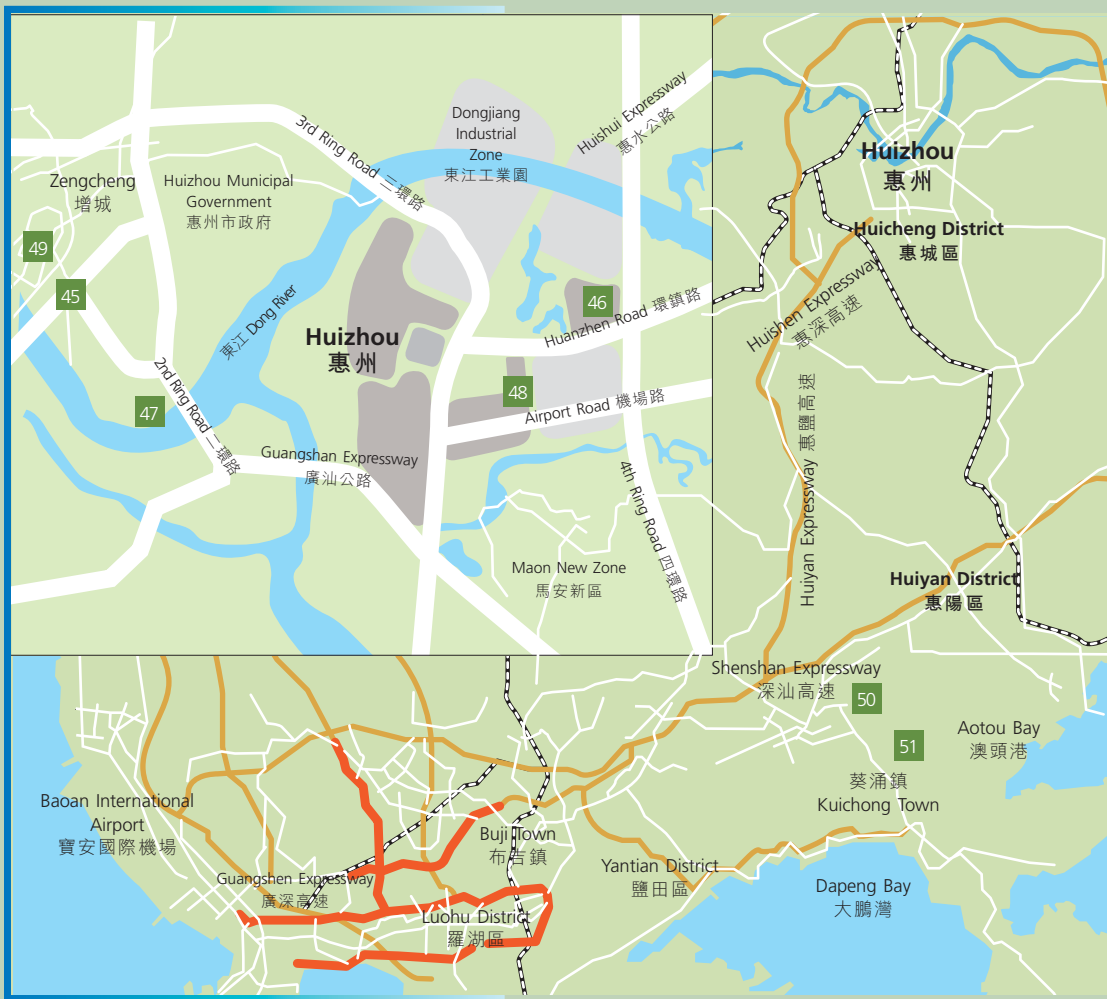 Zengcheng
增城
Huizhou Municipal
Government
惠州市政府
3rd Ring Road 三環路
Dongjiang
Industrial
Zone
東江工業園
Huishui Expressway
惠水公路
49
45
47
東江 Dong River
Huizhou
惠州
46
Huanzhen Road 環鎮路
48
Airport Road 機場路
2nd Ring Road 二環路
Guangshan Expressway
廣汕公路
4th Ring Road 四環路
Maon New Zone
馬安新區
Huizhou
惠州
Huicheng District
惠城區
Huishen Expressway
惠深高速
Huiyan Expressway 惠鹽高速
Huiyan District
惠陽區
Shenshan Expressway
深汕高速
50
51
Aotou Bay
澳頭港
葵涌鎮
Kuichong Town
Baoan International
Airport
寶安國際機場
Buji Town
布吉鎮
Guangshen Expressway
廣深高速
Yantian District
鹽田區
Luohu District
羅湖區
Dapeng Bay
大鵬灣